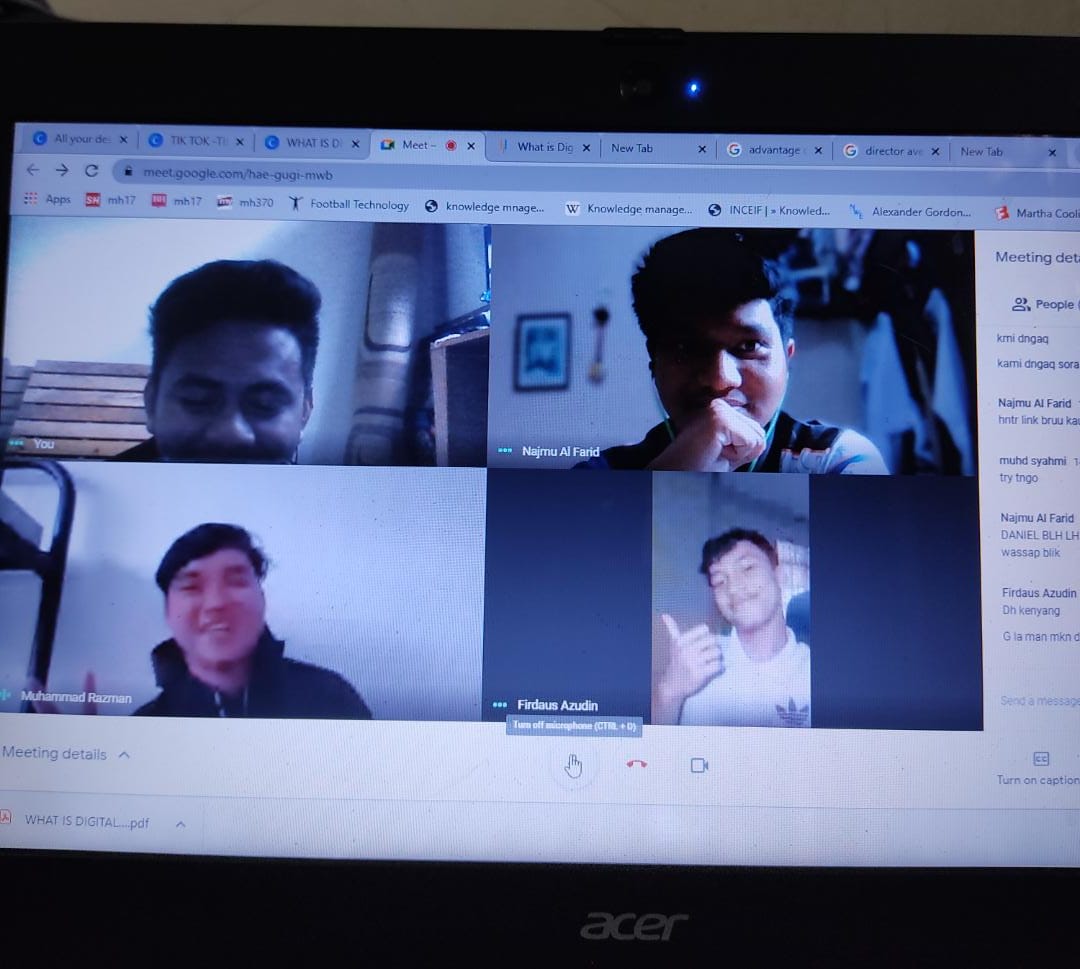 All your de
TIK TOK -TI
WHAT IS DI
Meet –
What is Dig
New Tab
advantage
director ave
New Tab
meet.google.com/hae-gugi-mwb
Apps
SH mh17
mh17
mh370
Football Technology
knowledge mnage...
W Knowledge manage...
INCEIF | » Knowled...
Alexander Gordon...
Martha Cooli
You
Najmu Al Farid
Muhammad Razman
Firdaus Azudin
Turn off microphone (CTRL + D)
Meeting deta
People (
kmi dngaq
kami dngaq sora
Najmu Al Farid
hntr link bruu kau
muhd syahmi
try tngo
Najmu Al Farid
DANIEL BLH LH
wassap blik
Firdaus Azudin
Dh kenyang
G la man mkn d
Send a message
Meeting details
CC
Turn on caption
WHAT IS DIGITAL....pdf
acer